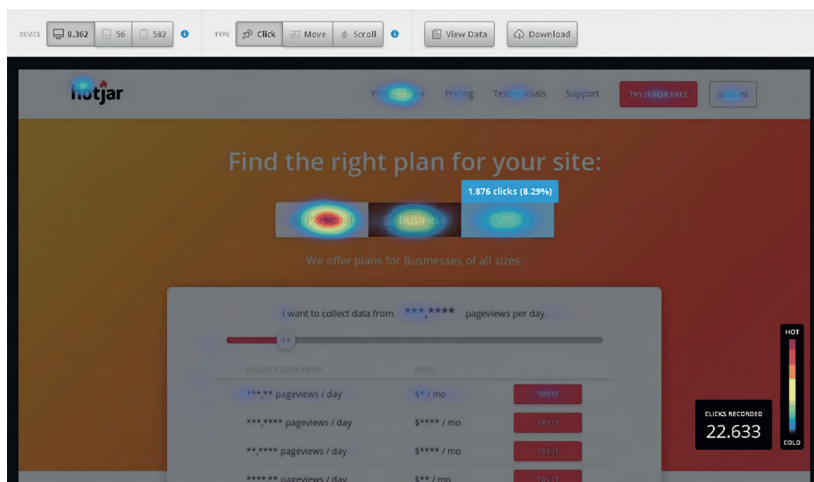 DEVICE 9.362 56 582 TYPE Click Move Scroll View Data Download
hotjar Pricing Testimonials Support TRY IT FOR FREE SIGN IN
Find the right plan for your site:
1.876 clicks (8.29%)
Personal Business
We offer plans for Businesses of all sizes.
I want to collect data from ***,**** pageviews per day.
COLLECT DATA FROM PRICE
***,** pageviews / day $* / mo TRY IT
***,**** pageviews / day $**** / mo TRY IT
**,**** pageviews / day $**** / mo TRY IT
****,** pageviews / day $** / mo TRY IT
HOT
COLD
CLICKS RECORDED
22.633